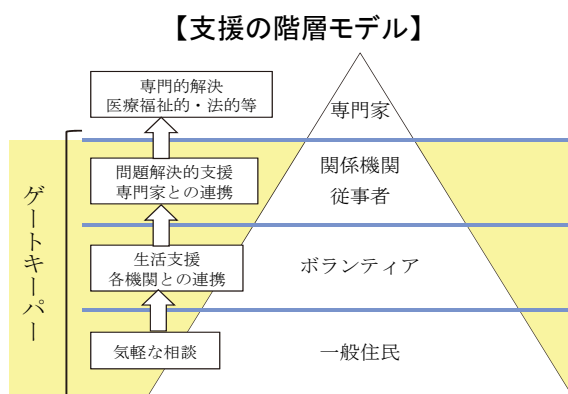 【支援の階層モデル】
専門的解決
医療福祉的・法的等
専門家
問題解決的支援
専門家との連携
関係機関
従事者
ゲートキーパー
生活支援
各機関との連携
ボランティア
気軽な相談
一般住民